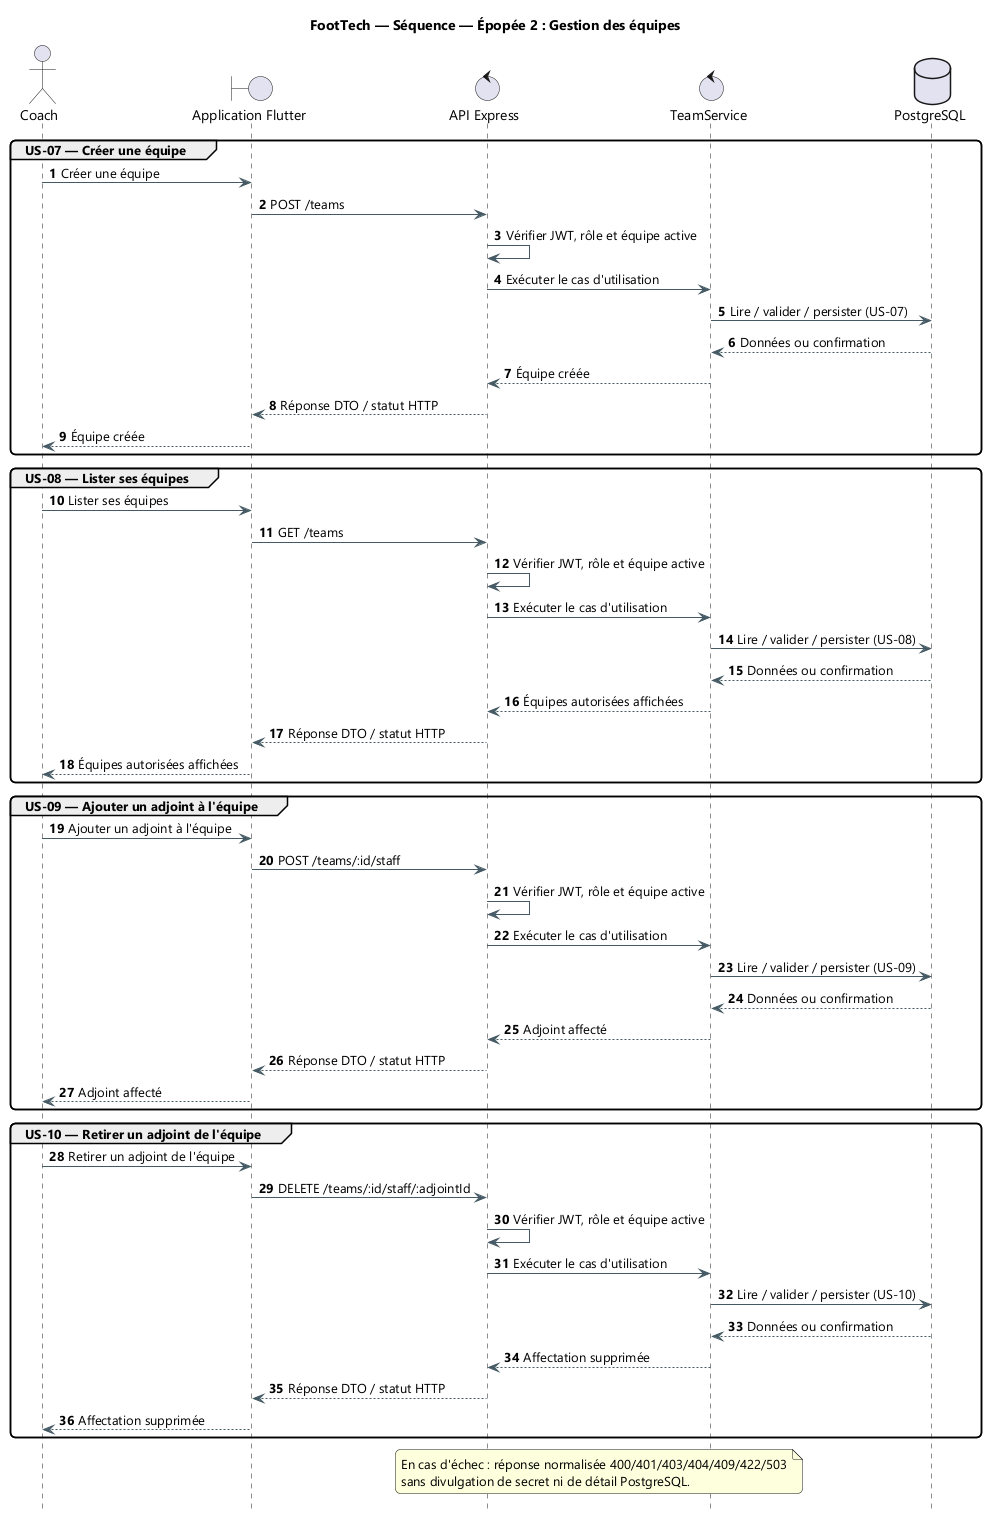 FootTech — Séquence — Épopée 2 : Gestion des équipes
Coach
Application Flutter
API Express
TeamService
PostgreSQL
US-07 — Créer une équipe
1 Créer une équipe
2 POST /teams
3 Vérifier JWT, rôle et équipe active
4 Exécuter le cas d'utilisation
5 Lire / valider / persister (US-07)
6 Données ou confirmation
7 Équipe créée
8 Réponse DTO / statut HTTP
9 Équipe créée
US-08 — Lister ses équipes
10 Lister ses équipes
11 GET /teams
12 Vérifier JWT, rôle et équipe active
13 Exécuter le cas d'utilisation
14 Lire / valider / persister (US-08)
15 Données ou confirmation
16 Équipes autorisées affichées
17 Réponse DTO / statut HTTP
18 Équipes autorisées affichées
US-09 — Ajouter un adjoint à l'équipe
19 Ajouter un adjoint à l'équipe
20 POST /teams/:id/staff
21 Vérifier JWT, rôle et équipe active
22 Exécuter le cas d'utilisation
23 Lire / valider / persister (US-09)
24 Données ou confirmation
25 Adjoint affecté
26 Réponse DTO / statut HTTP
27 Adjoint affecté
US-10 — Retirer un adjoint de l'équipe
28 Retirer un adjoint de l'équipe
29 DELETE /teams/:id/staff/:adjointId
30 Vérifier JWT, rôle et équipe active
31 Exécuter le cas d'utilisation
32 Lire / valider / persister (US-10)
33 Données ou confirmation
34 Affectation supprimée
35 Réponse DTO / statut HTTP
36 Affectation supprimée
En cas d'échec : réponse normalisée 400/401/403/404/409/422/503
sans divulgation de secret ni de détail PostgreSQL.